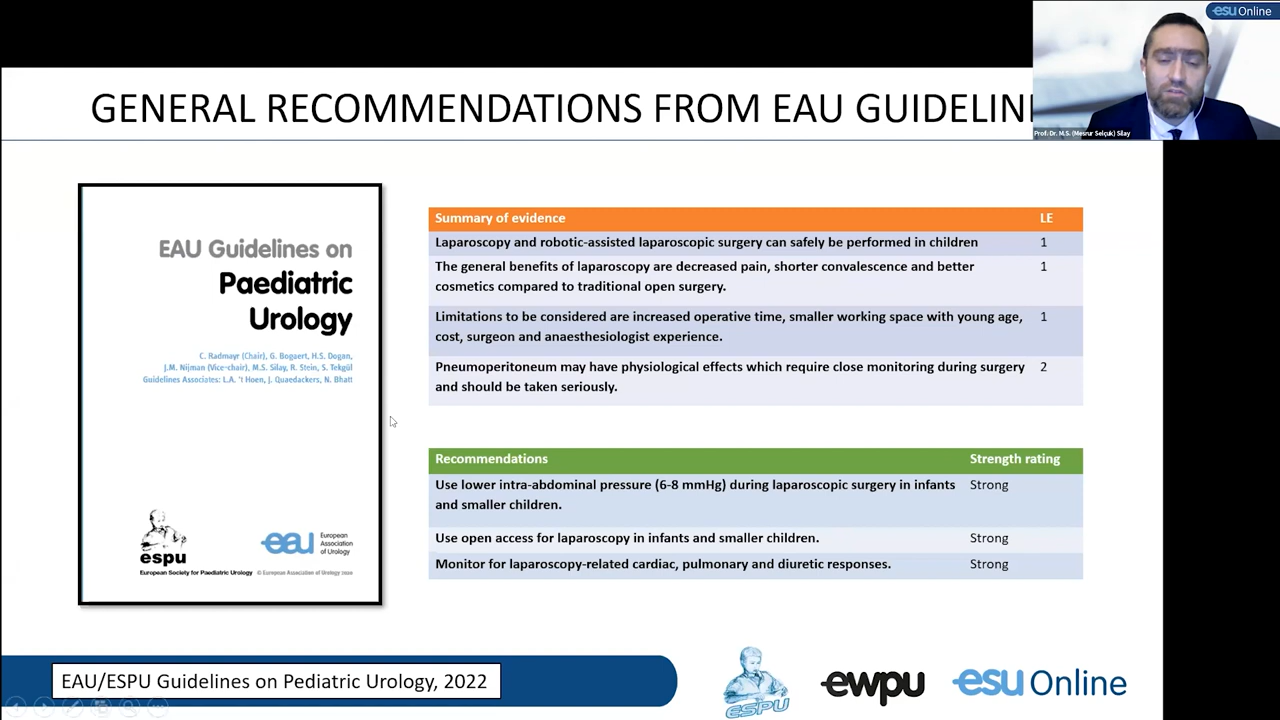 esu Online
Prof. Dr. M.S. (Mesrur Selçuk) Silay
GENERAL RECOMMENDATIONS FROM EAU GUIDELIN
EAU Guidelines on
Paediatric
Urology
C. Radmayr (Chair), G. Bogaert, H.S. Dogan,
J.M. Nijman (Vice-chair), M.S. Silay, R. Stein, S. Tekgül
Guidelines Associates: L.A. 't Hoen, J. Quaedackers, N. Bhatt
espu
European Society for Paediatric Urology
eau
European
Association
of Urology
© European Association of Urology 2020
Summary of evidence LE
Laparoscopy and robotic-assisted laparoscopic surgery can safely be performed in children 1
The general benefits of laparoscopy are decreased pain, shorter convalescence and better 1
cosmetics compared to traditional open surgery.
Limitations to be considered are increased operative time, smaller working space with young age, 1
cost, surgeon and anaesthesiologist experience.
Pneumoperitoneum may have physiological effects which require close monitoring during surgery 2
and should be taken seriously.
Recommendations Strength rating
Use lower intra-abdominal pressure (6-8 mmHg) during laparoscopic surgery in infants Strong
and smaller children.
Use open access for laparoscopy in infants and smaller children. Strong
Monitor for laparoscopy-related cardiac, pulmonary and diuretic responses. Strong
EAU/ESPU Guidelines on Pediatric Urology, 2022
ESPU
ewpu
esu Online